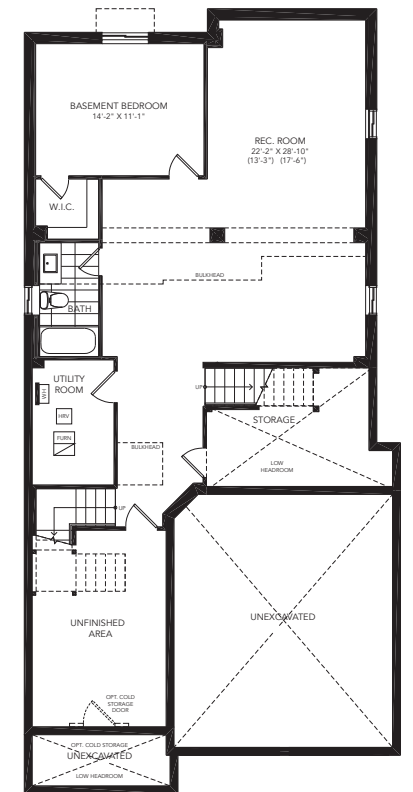 BASEMENT BEDROOM
14'-2" X 11'-1"
REC. ROOM
22'-2" X 28'-10"
(13'-3") (17'-6")
W.I.C.
BULKHEAD
BATH
UTILITY
ROOM
WH
HRV
FURN
UP
STORAGE
LOW
HEADROOM
BULKHEAD
UP
UNFINISHED
AREA
UNEXCAVATED
OPT. COLD
STORAGE
DOOR
OPT. COLD STORAGE
UNEXCAVATED
LOW HEADROOM